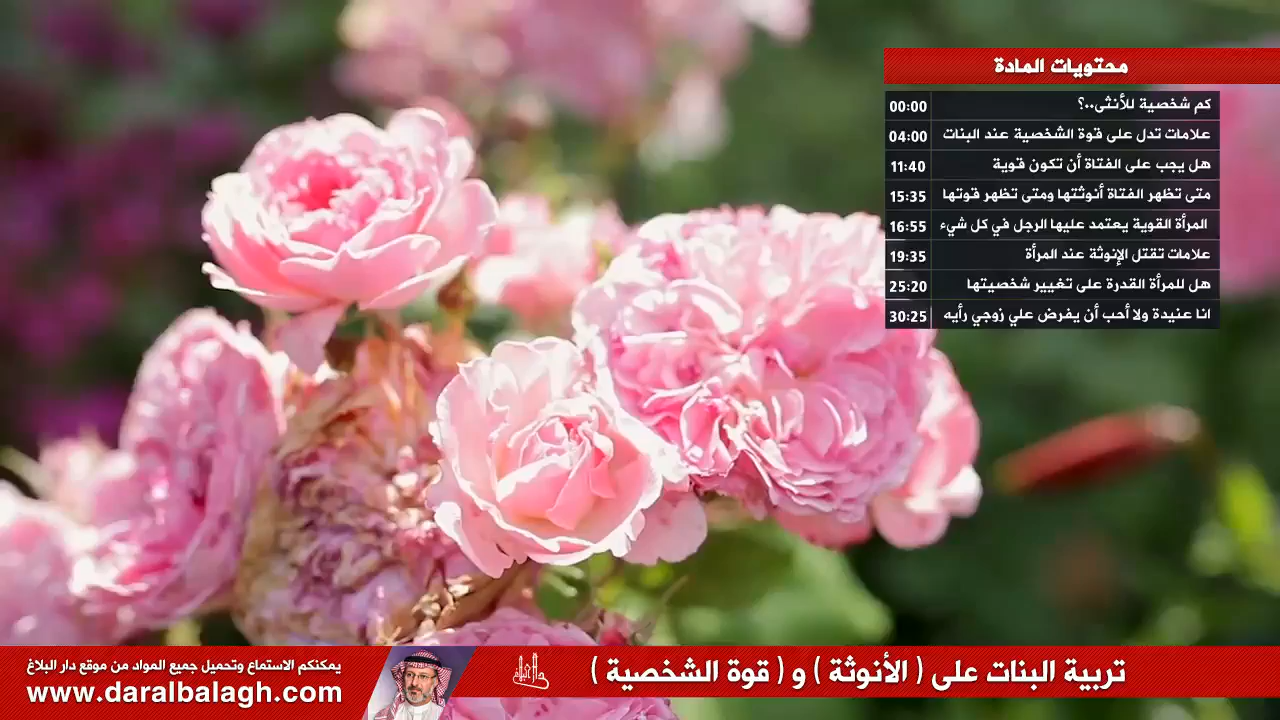 محتويات المادة
00:00 كم شخصية للأنثى..؟
04:00 علامات تدل على قوة الشخصية عند البنات
11:40 هل يجب على الفتاة أن تكون قوية
15:35 متى تظهر الفتاة أنوثتها ومتى تظهر قوتها
16:55 المرأة القوية يعتمد عليها الرجل في كل شيء
19:35 علامات تقتل الإنوثة عند المرأة
25:20 هل للمرأة القدرة على تغيير شخصيتها
30:25 انا عنيدة ولا أحب أن يفرض علي زوجي رأيه
تربية البنات على ( الأنوثة ) و ( قوة الشخصية )
دار البلاغ
يمكنكم الاستماع وتحميل جميع المواد من موقع دار البلاغ
www.daralbalagh.com